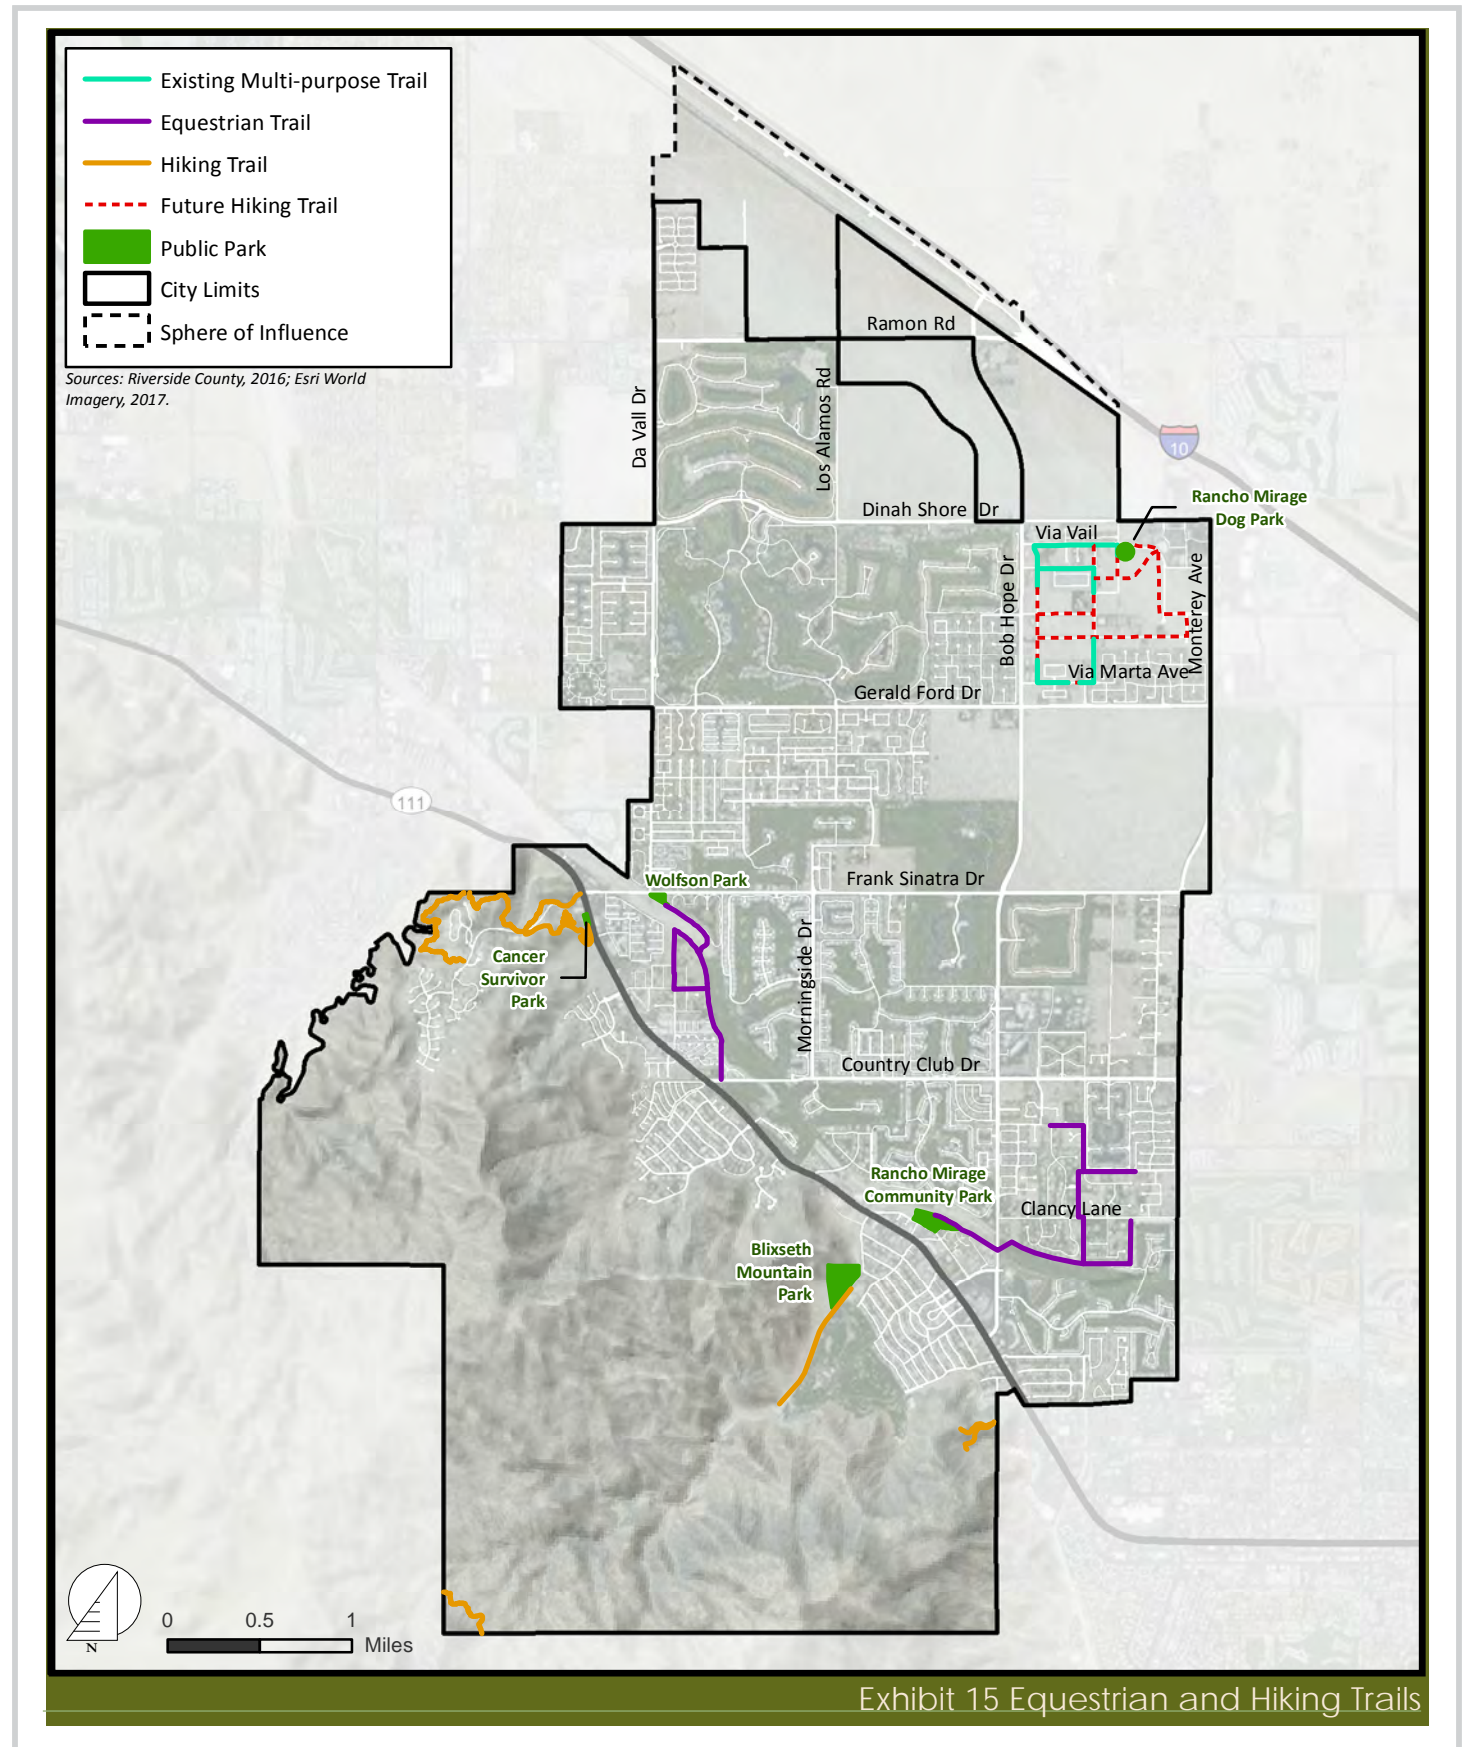 Existing Multi-purpose Trail
Equestrian Trail
Hiking Trail
Future Hiking Trail
Public Park
City Limits
Sphere of Influence
Sources: Riverside County, 2016; Esri World
Imagery, 2017.
Ramon Rd
Da Vall Dr
Los Alamos Rd
10
Rancho Mirage
Dog Park
Dinah Shore Dr
Via Vail
Bob Hope Dr
Monterey Ave
Via Marta Ave
Gerald Ford Dr
111
Wolfson Park
Frank Sinatra Dr
Cancer
Survivor
Park
Morningside Dr
Country Club Dr
Rancho Mirage
Community Park
Clancy Lane
Blixseth
Mountain
Park
N
0 0.5 1
Miles
Exhibit 15 Equestrian and Hiking Trails